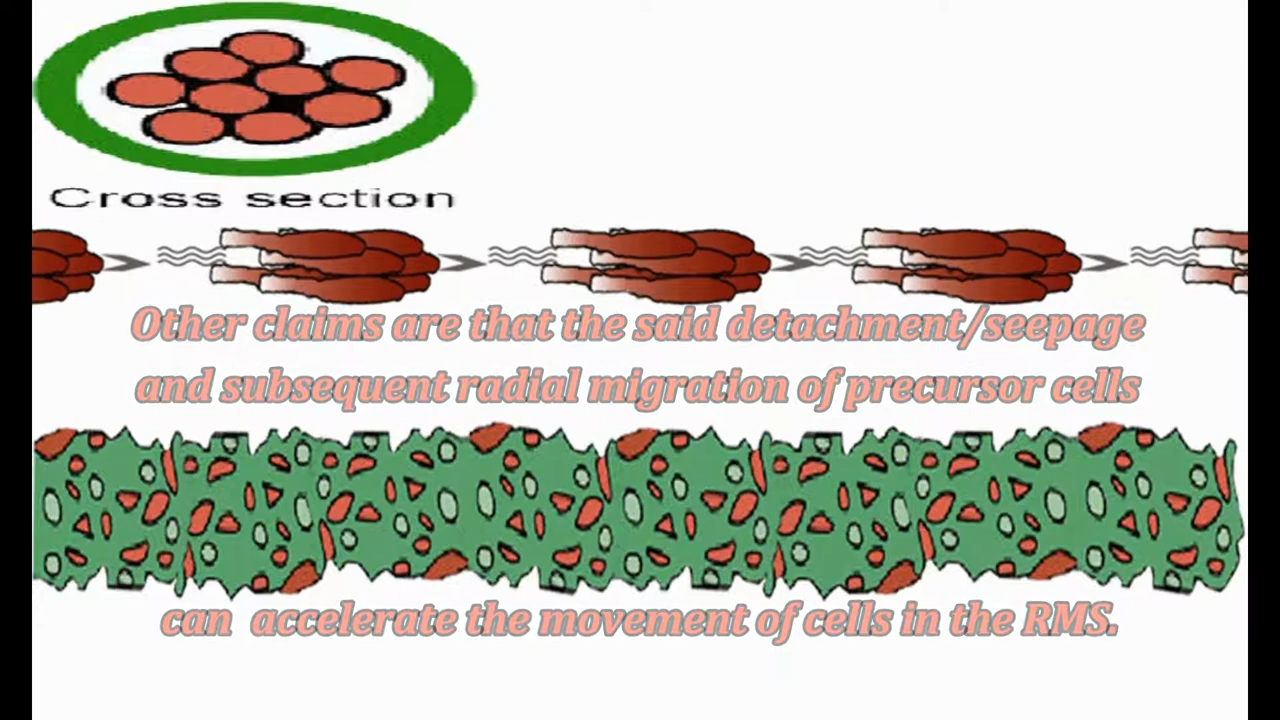 Cross section
Other claims are that the said detachment/seepage
and subsequent radial migration of precursor cells
can accelerate the movement of cells in the RMS.